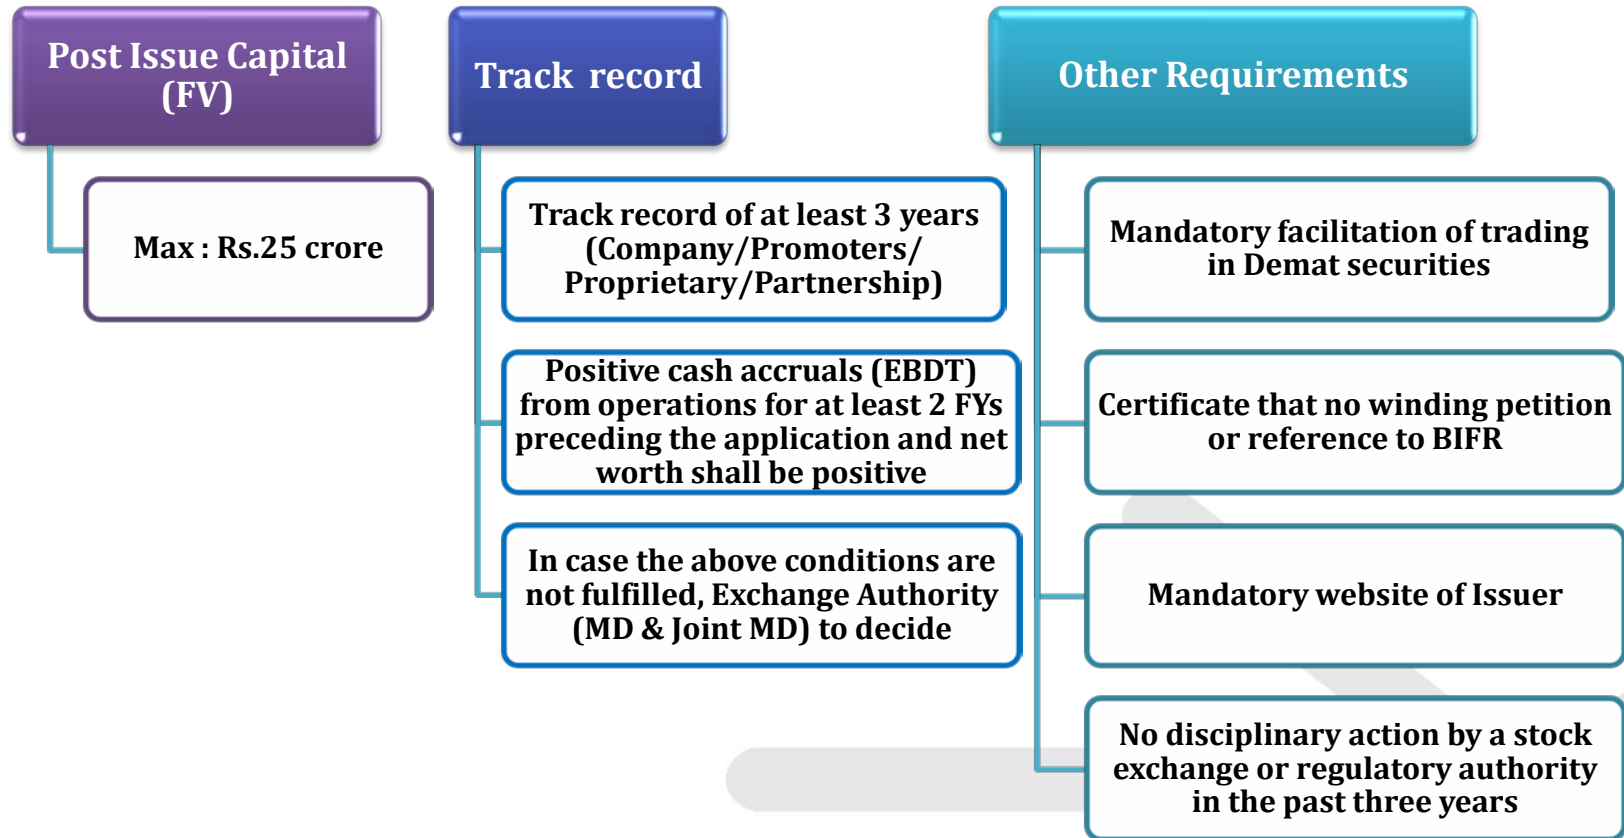 Post Issue Capital
(FV)
Max : Rs.25 crore
Track record
Track record of at least 3 years
(Company/Promoters/
Proprietary/Partnership)
Positive cash accruals (EBDT)
from operations for at least 2 FYs
preceding the application and net
worth shall be positive
In case the above conditions are
not fulfilled, Exchange Authority
(MD & Joint MD) to decide
Other Requirements
Mandatory facilitation of trading
in Demat securities
Certificate that no winding petition
or reference to BIFR
Mandatory website of Issuer
No disciplinary action by a stock
exchange or regulatory authority
in the past three years